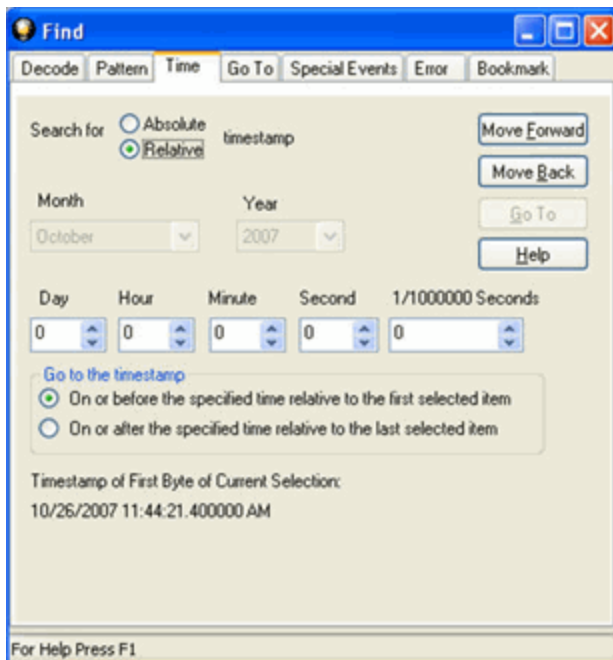 Find
Decode Pattern Time Go To Special Events Error Bookmark
Search for Absolute timestamp
Relative
Move Forward
Move Back
Go To
Help
Month Year
October 2007
Day Hour Minute Second 1/1000000 Seconds
0 0 0 0 0
Go to the timestamp
On or before the specified time relative to the first selected item
On or after the specified time relative to the last selected item
Timestamp of First Byte of Current Selection:
10/26/2007 11:44:21.400000 AM
For Help Press F1